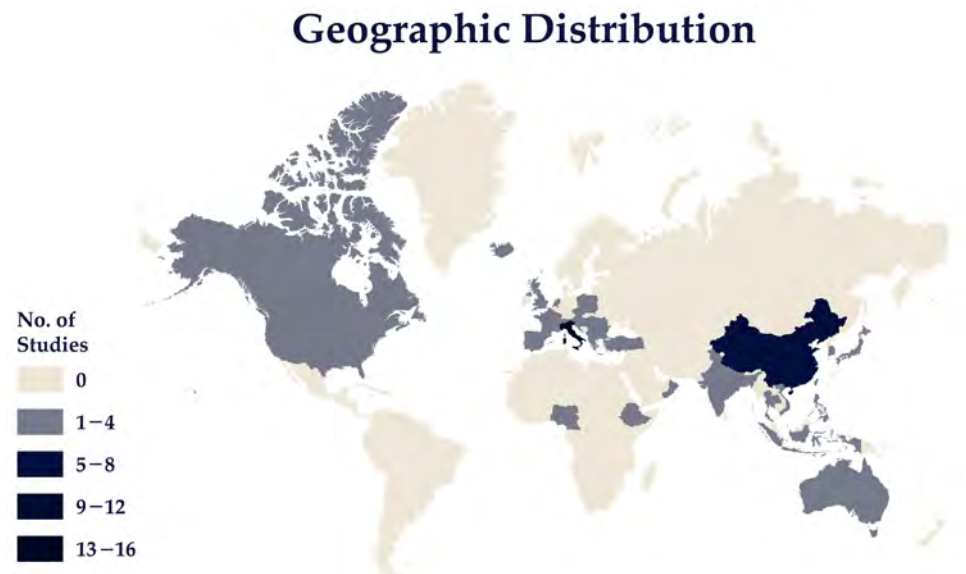 Geographic Distribution
No. of
Studies
0
1–4
5–8
9–12
13–16